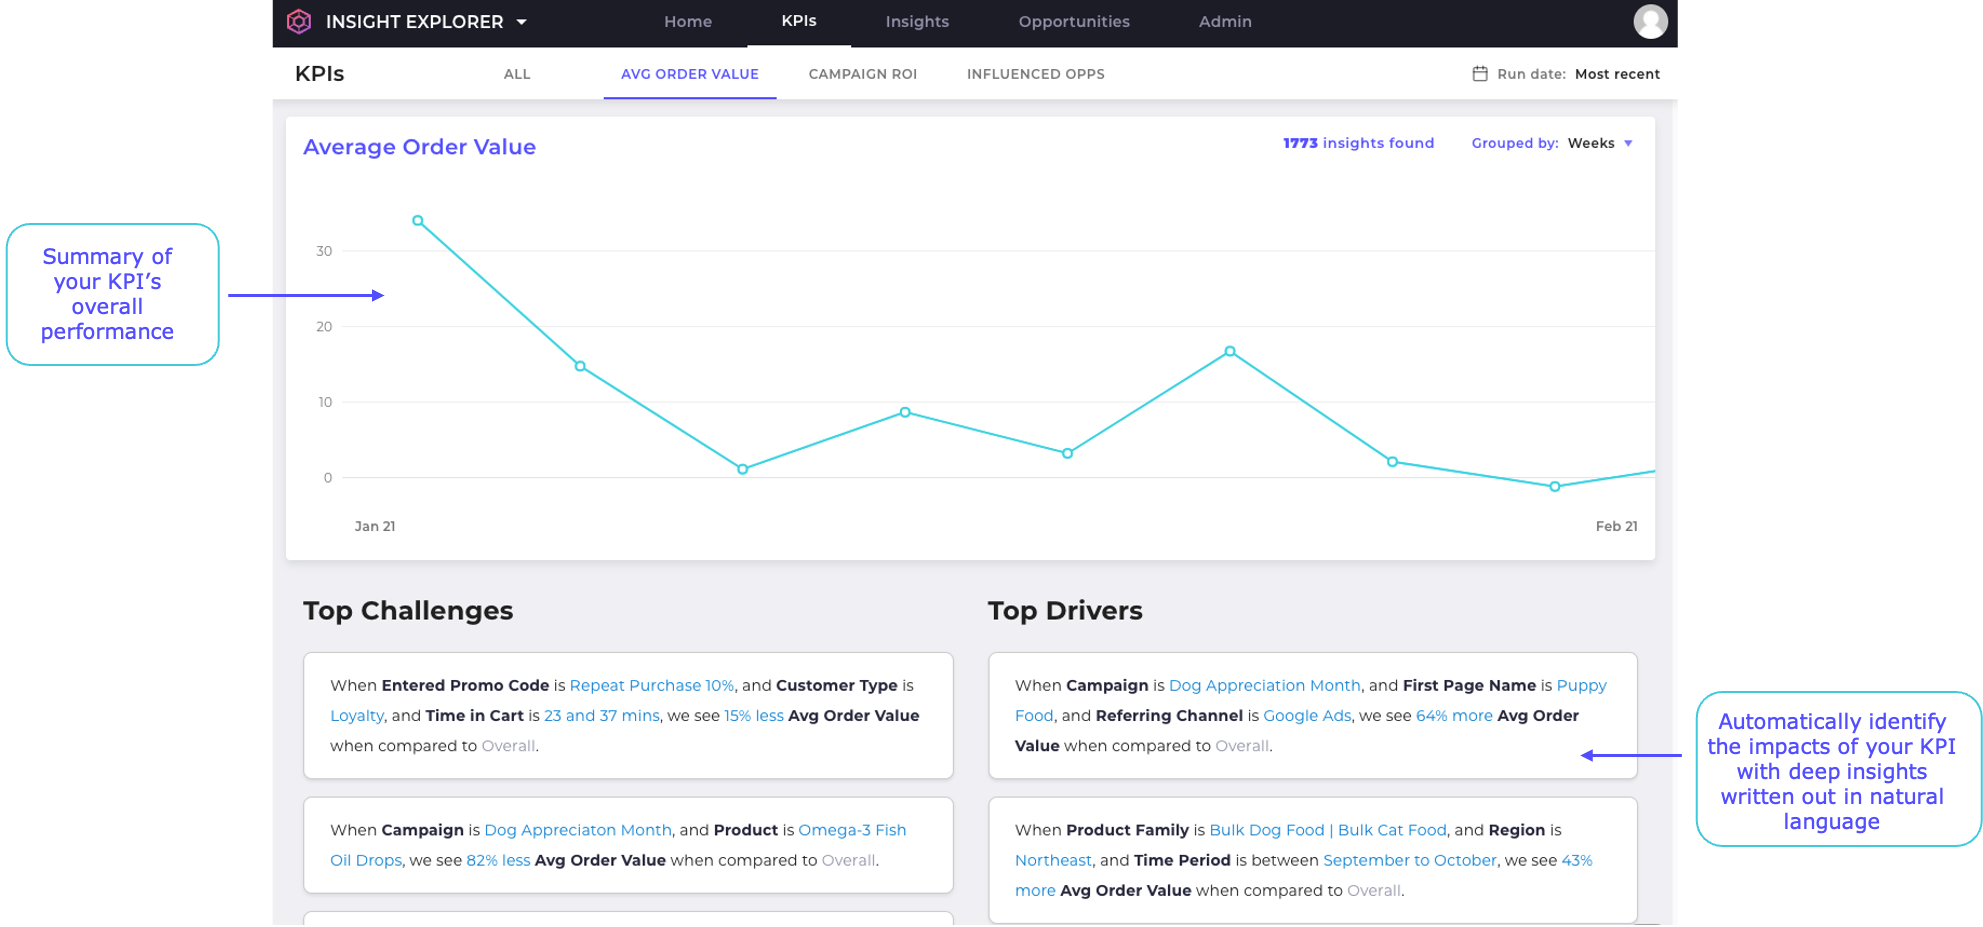 INSIGHT EXPLORER
Home
KPIs
Insights
Opportunities
Admin
KPIs
ALL
AVG ORDER VALUE
CAMPAIGN ROI
INFLUENCED OPPS
Run date: Most recent
Average Order Value
1773 insights found
Grouped by: Weeks
30
20
10
0
Jan 21
Feb 21
Summary of
your KPI’s
overall
performance
Top Challenges
When Entered Promo Code is Repeat Purchase 10%, and Customer Type is
Loyalty, and Time in Cart is 23 and 37 mins, we see 15% less Avg Order Value
when compared to Overall.
When Campaign is Dog Appreciaton Month, and Product is Omega-3 Fish
Oil Drops, we see 82% less Avg Order Value when compared to Overall.
Top Drivers
When Campaign is Dog Appreciation Month, and First Page Name is Puppy
Food, and Referring Channel is Google Ads, we see 64% more Avg Order
Value when compared to Overall.
When Product Family is Bulk Dog Food | Bulk Cat Food, and Region is
Northeast, and Time Period is between September to October, we see 43%
more Avg Order Value when compared to Overall.
Automatically identify
the impacts of your KPI
with deep insights
written out in natural
language